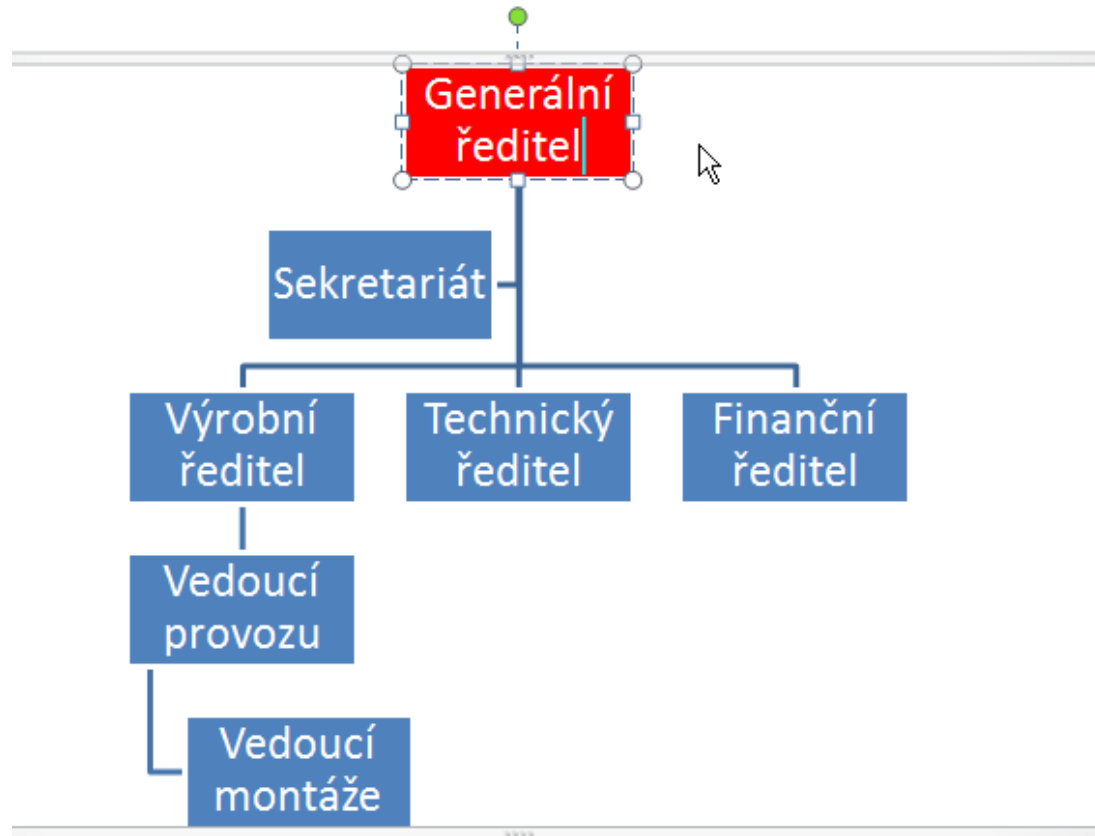 Generální
ředitel
Sekretariát
Výrobní
ředitel
Technický
ředitel
Finanční
ředitel
Vedoucí
provozu
Vedoucí
montáže